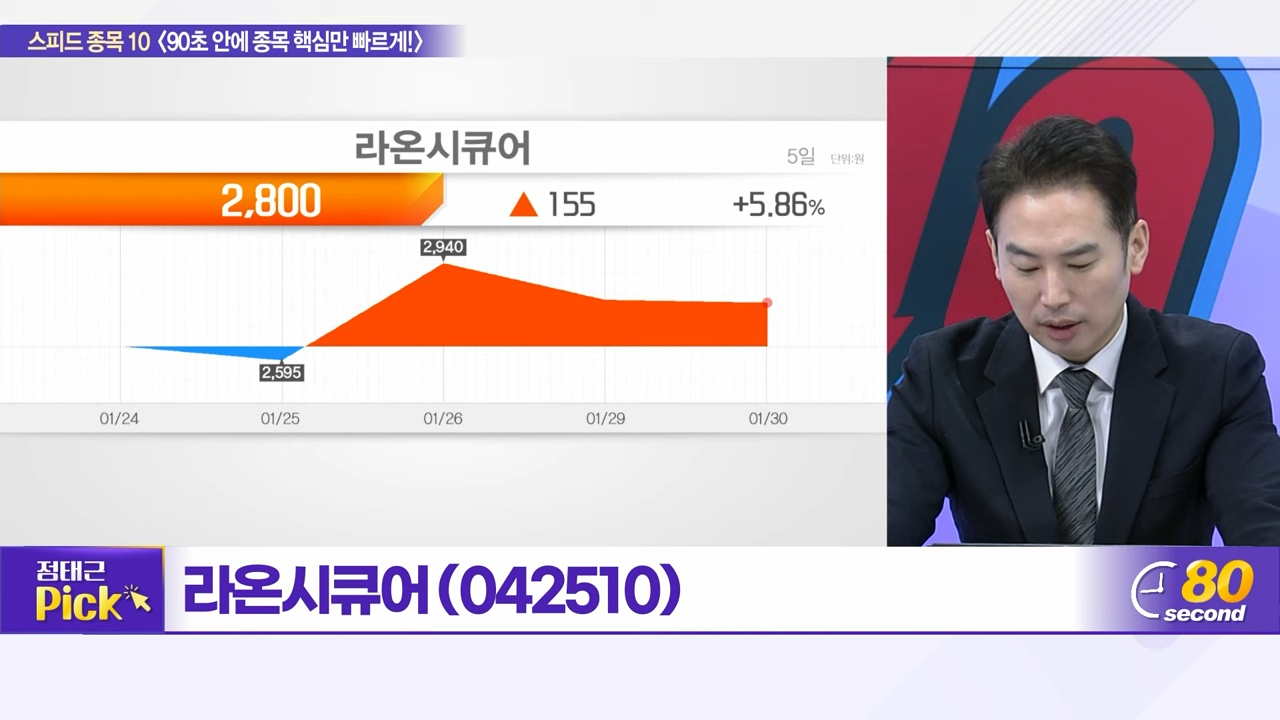 스피드 종목 10 〈90초 안에 종목 핵심만 빠르게!〉
라온시큐어
5일 단위:원
2,800 ▲ 155 +5.86%
2,940
2,595
01/24 01/25 01/26 01/29 01/30
정태근
Pick
라온시큐어(042510)
80
second